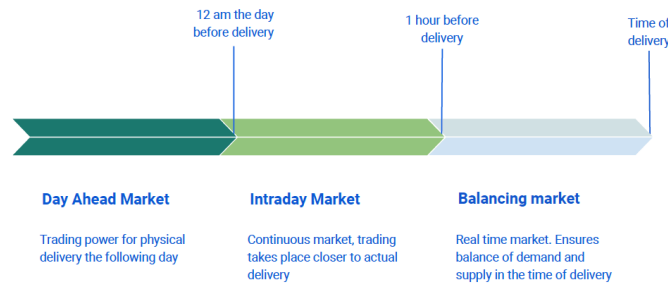 12 am the day
before delivery
1 hour before
delivery
Time of
delivery
Day Ahead Market
Intraday Market
Balancing market
Trading power for physical
delivery the following day
Continuous market, trading
takes place closer to actual
delivery
Real time market. Ensures
balance of demand and
supply in the time of delivery